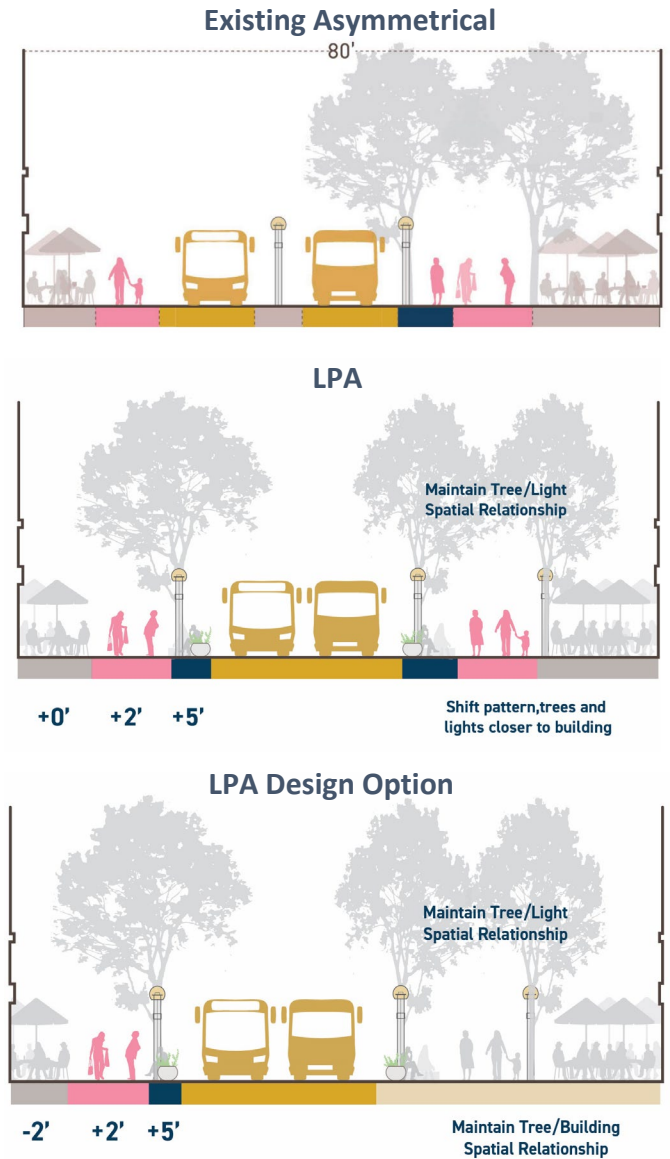 Existing Asymmetrical
80'
LPA
Maintain Tree/Light
Spatial Relationship
+0’ +2’ +5’
Shift pattern,trees and
lights closer to building
LPA Design Option
Maintain Tree/Light
Spatial Relationship
-2’ +2’ +5’
Maintain Tree/Building
Spatial Relationship